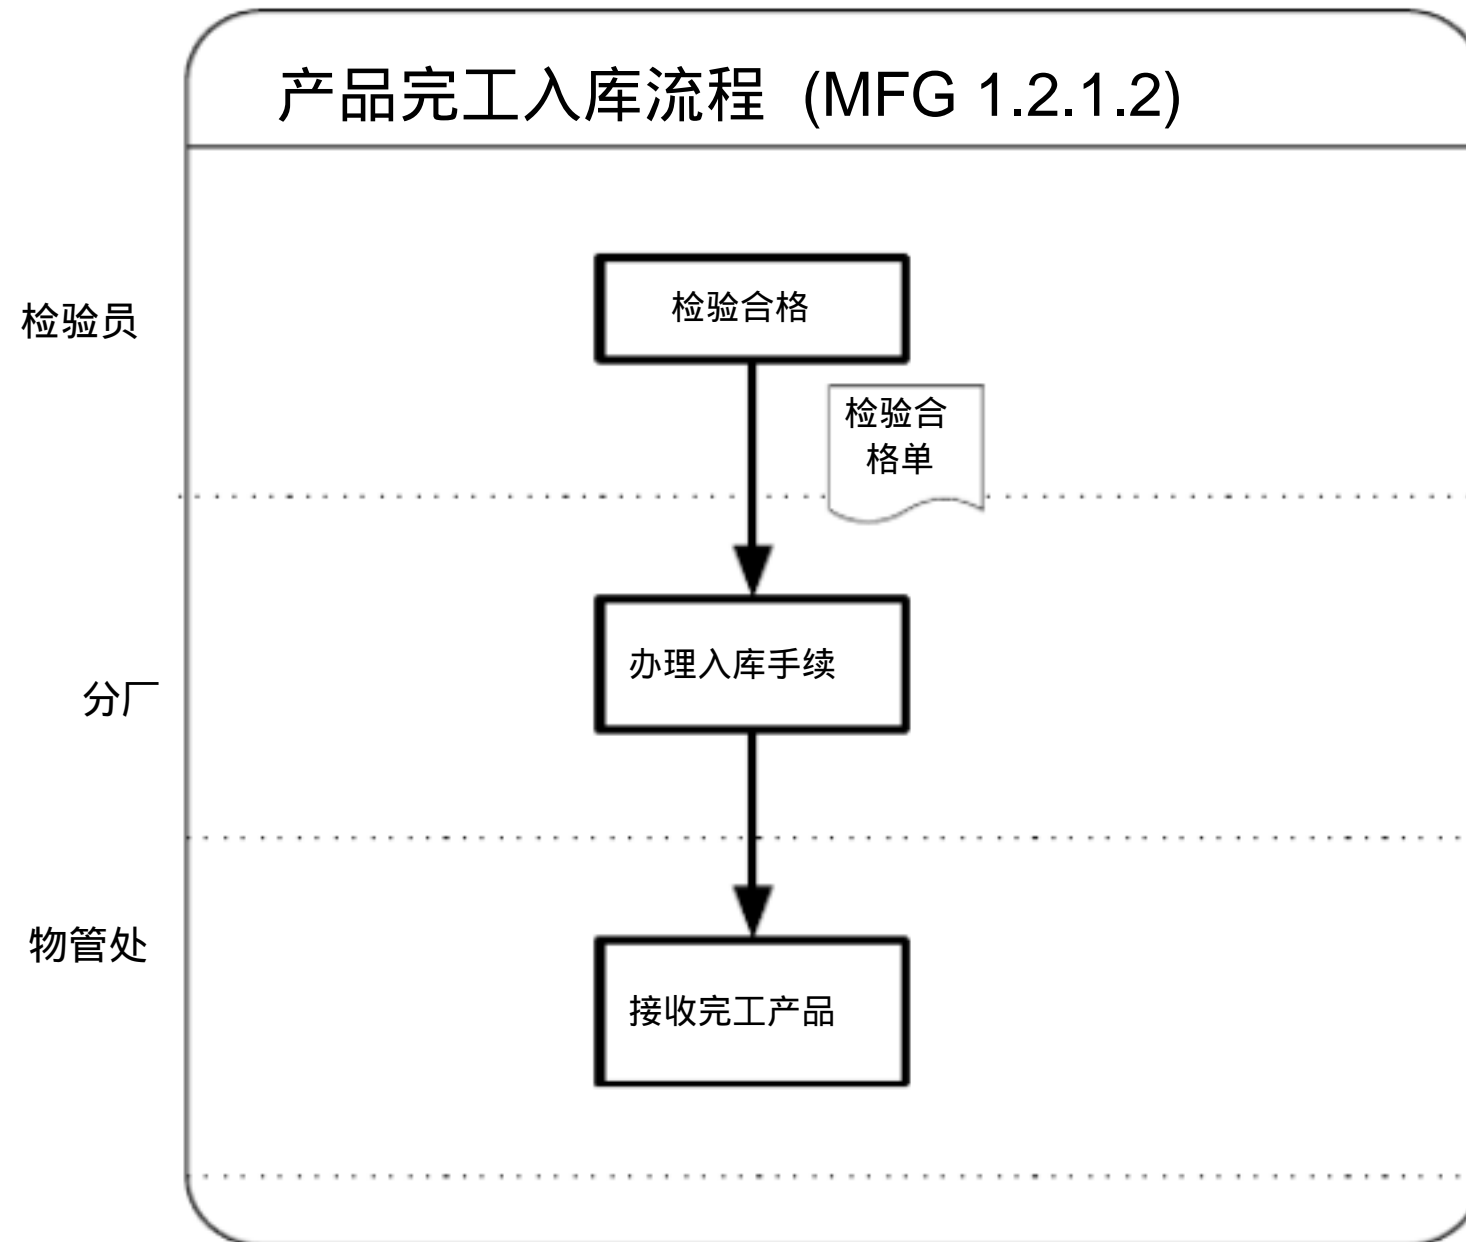 产品完工入库流程 (MFG 1.2.1.2)
检验员
检验合格
检验合
格单
分厂
办理入库手续
物管处
接收完工产品